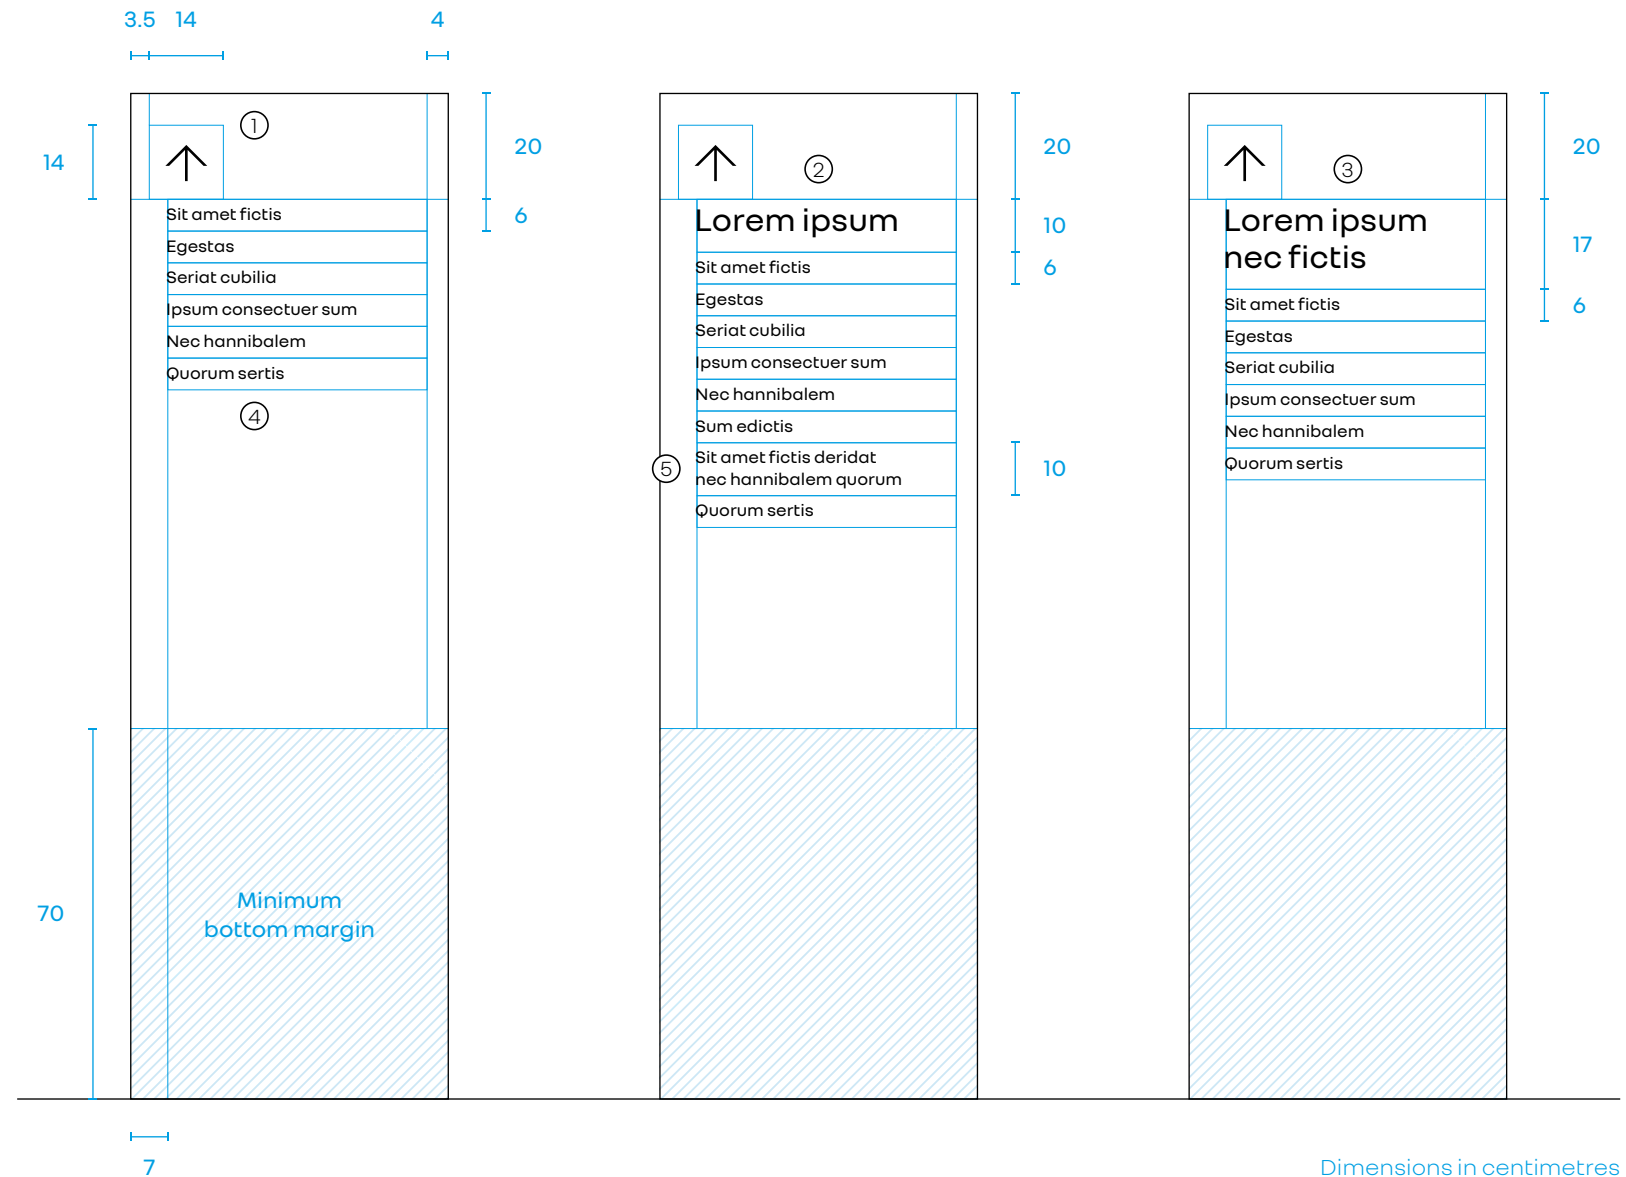 3.5 14 4
14
1
20
6
Sit amet fictis
Egestas
Seriat cubilia
Ipsum consectuer sum
Nec hannibalem
Quorum sertis
4
70
Minimum
bottom margin
7
2
20
Lorem ipsum
10
6
Sit amet fictis
Egestas
Seriat cubilia
Ipsum consectuer sum
Nec hannibalem
Sum edictis
5
Sit amet fictis deridat
nec hannibalem quorum
10
Quorum sertis
3
20
Lorem ipsum
nec fictis
17
6
Sit amet fictis
Egestas
Seriat cubilia
Ipsum consectuer sum
Nec hannibalem
Quorum sertis
Dimensions in centimetres